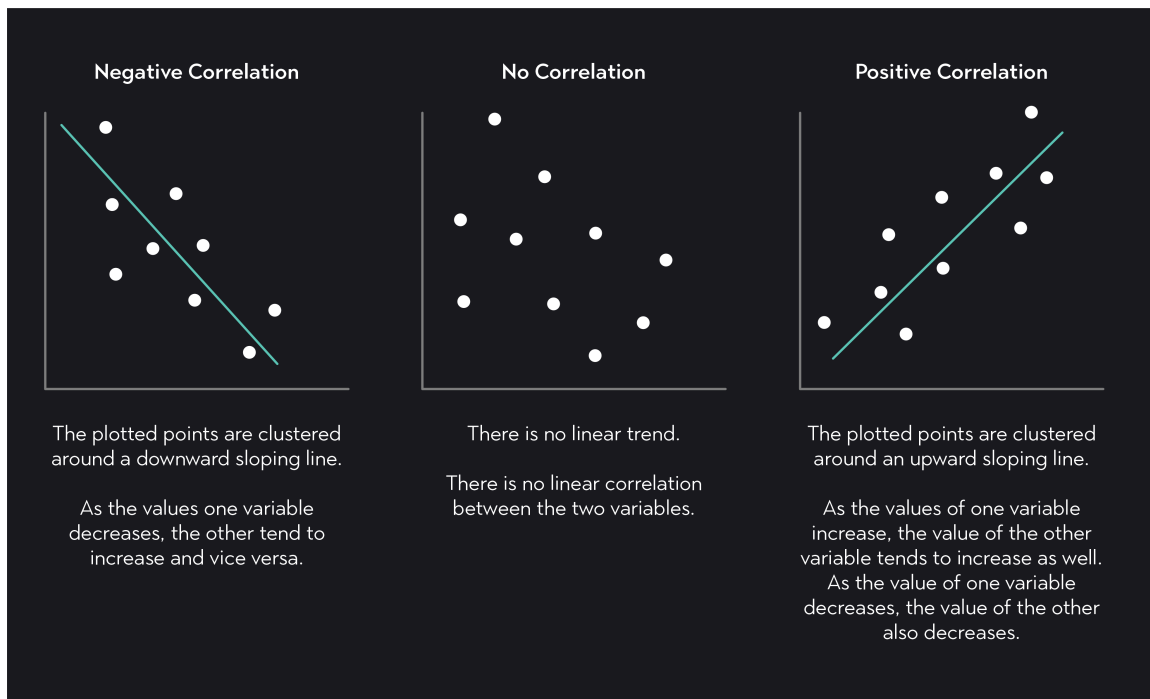 Negative Correlation
The plotted points are clustered
around a downward sloping line.
As the values one variable
decreases, the other tend to
increase and vice versa.
No Correlation
There is no linear trend.
There is no linear correlation
between the two variables.
Positive Correlation
The plotted points are clustered
around an upward sloping line.
As the values of one variable
increase, the value of the other
variable tends to increase as well.
As the value of one variable
decreases, the value of the other
also decreases.